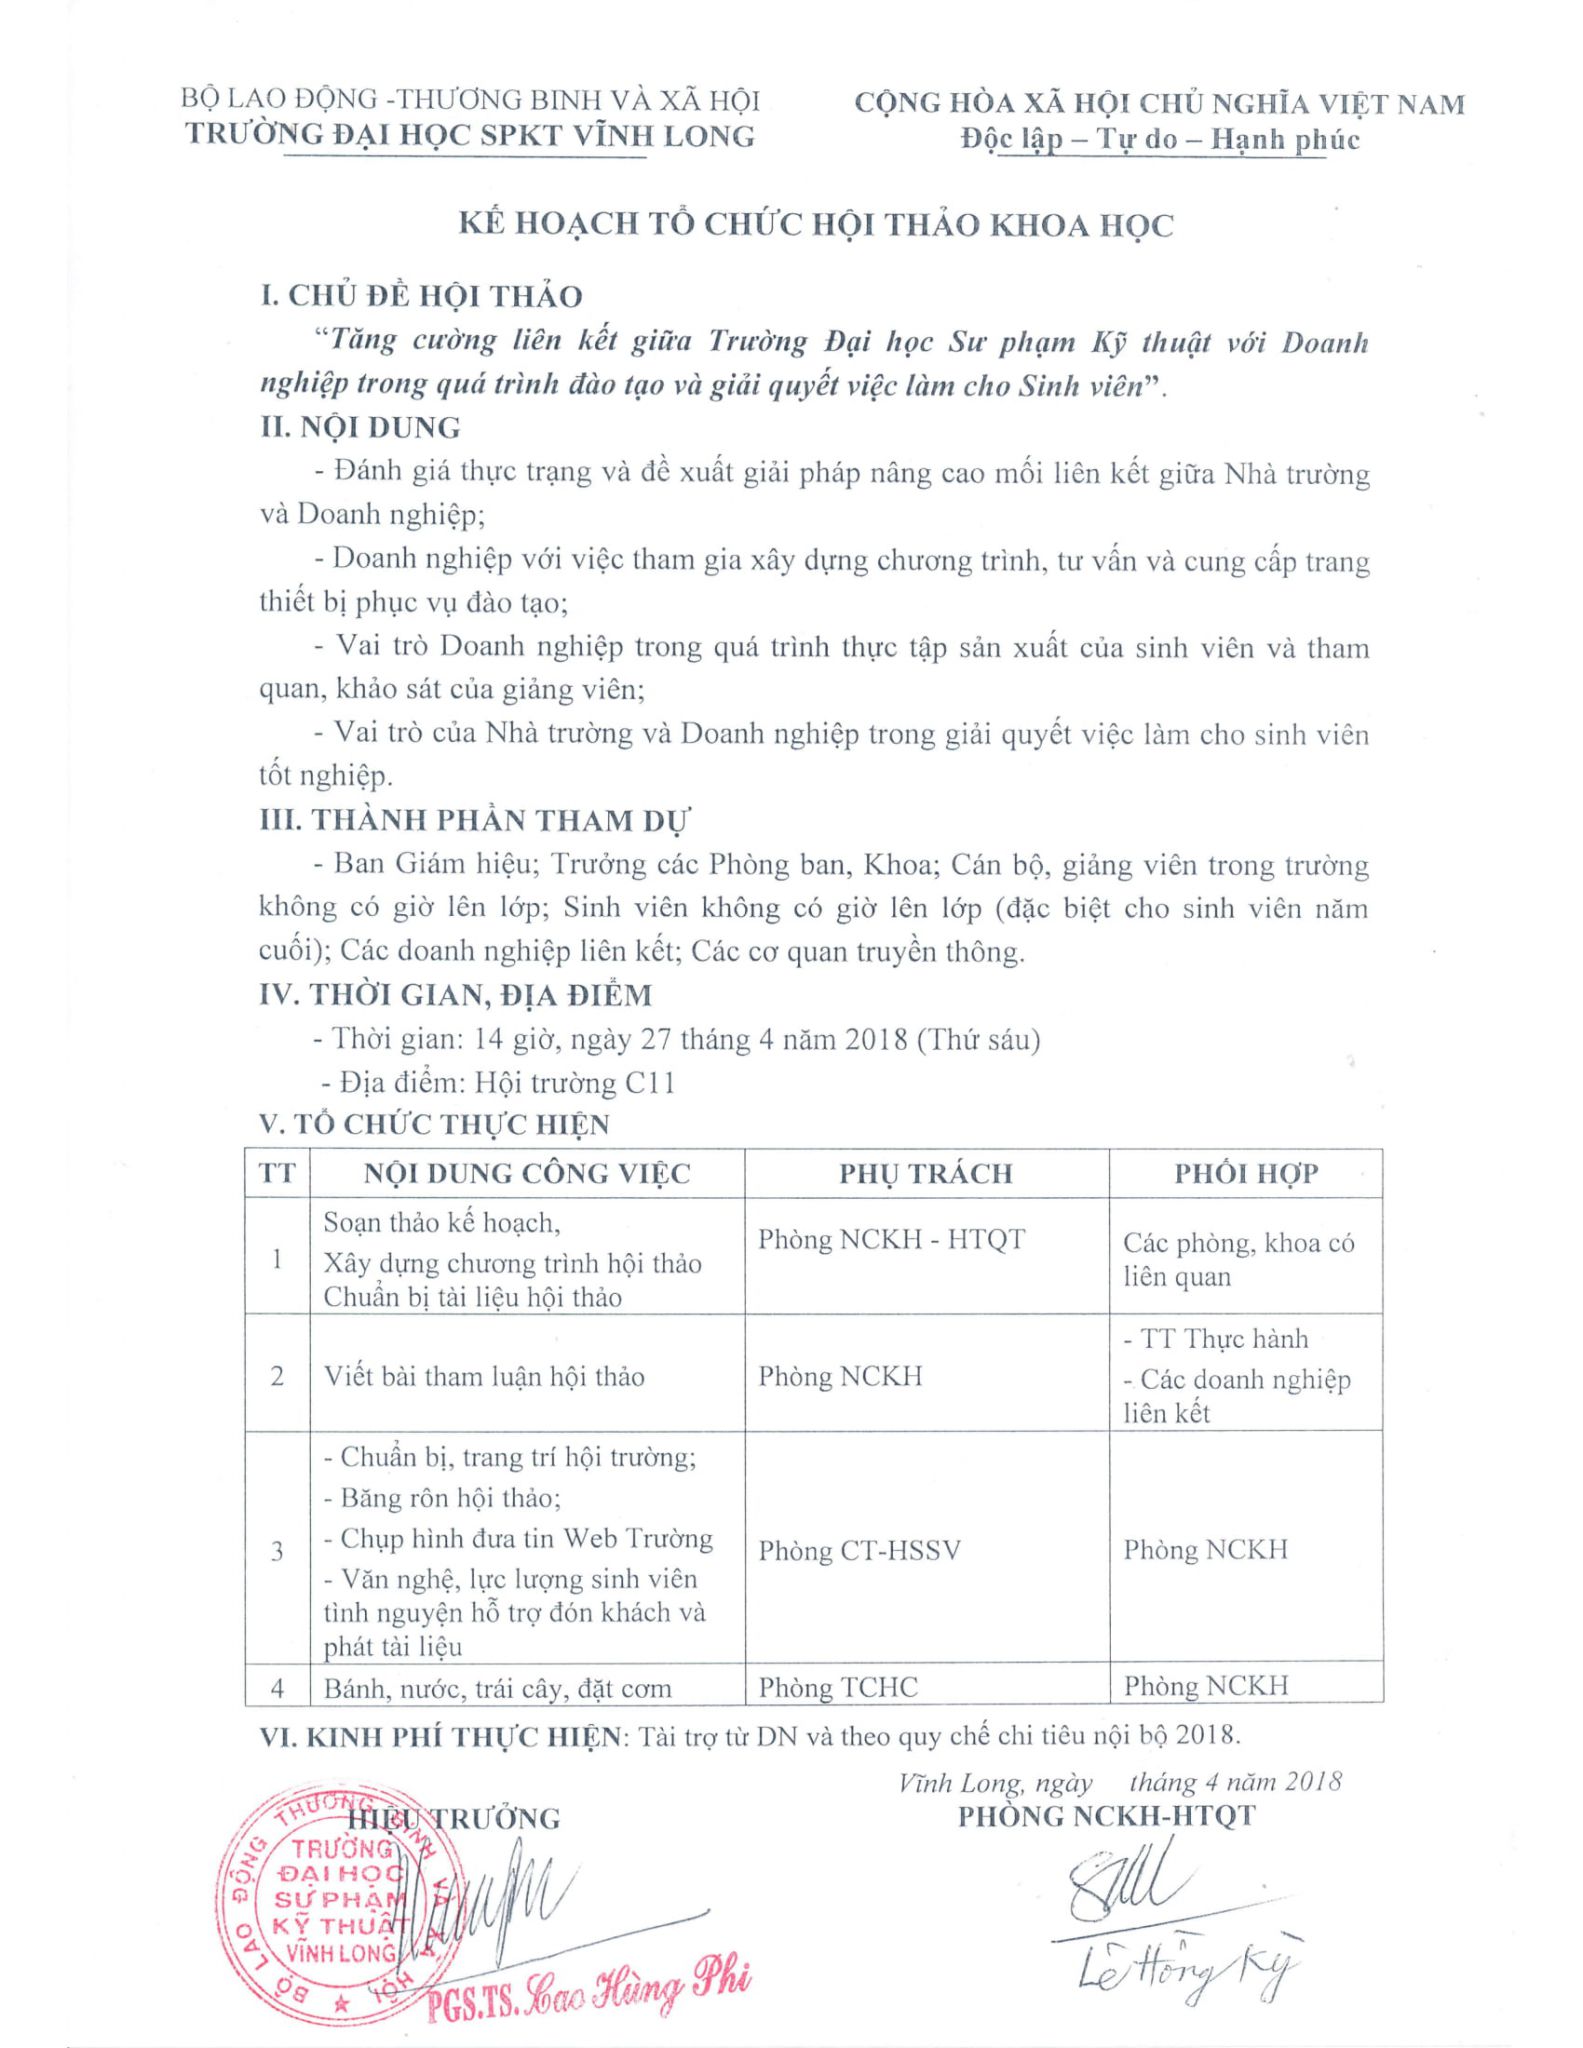 BỘ LAO ĐỘNG -THƯƠNG BINH VÀ XÃ HỘI
TRƯỜNG ĐẠI HỌC SPKT VĨNH LONG
CỘNG HÒA XÃ HỘI CHỦ NGHĨA VIỆT NAM
Độc lập – Tự do – Hạnh phúc
KẾ HOẠCH TỔ CHỨC HỘI THẢO KHOA HỌC
I. CHỦ ĐỀ HỘI THẢO
“Tăng cường liên kết giữa Trường Đại học Sư phạm Kỹ thuật với Doanh
nghiệp trong quá trình đào tạo và giải quyết việc làm cho Sinh viên”.
II. NỘI DUNG
- Đánh giá thực trạng và đề xuất giải pháp nâng cao mối liên kết giữa Nhà trường
và Doanh nghiệp;
- Doanh nghiệp với việc tham gia xây dựng chương trình, tư vấn và cung cấp trang
thiết bị phục vụ đào tạo;
- Vai trò Doanh nghiệp trong quá trình thực tập sản xuất của sinh viên và tham
quan, khảo sát của giảng viên;
- Vai trò của Nhà trường và Doanh nghiệp trong giải quyết việc làm cho sinh viên
tốt nghiệp.
III. THÀNH PHẦN THAM DỰ
- Ban Giám hiệu; Trưởng các Phòng ban, Khoa; Cán bộ, giảng viên trong trường
không có giờ lên lớp; Sinh viên không có giờ lên lớp (đặc biệt cho sinh viên năm
cuối); Các doanh nghiệp liên kết; Các cơ quan truyền thông.
IV. THỜI GIAN, ĐỊA ĐIỂM
- Thời gian: 14 giờ, ngày 27 tháng 4 năm 2018 (Thứ sáu)
- Địa điểm: Hội trường C11
V. TỔ CHỨC THỰC HIỆN
TT NỘI DUNG CÔNG VIỆC PHỤ TRÁCH PHỐI HỢP
1
Soạn thảo kế hoạch,
Xây dựng chương trình hội thảo
Chuẩn bị tài liệu hội thảo
Phòng NCKH - HTQT
Các phòng, khoa có
liên quan
2
Viết bài tham luận hội thảo
Phòng NCKH
- TT Thực hành
- Các doanh nghiệp
liên kết
3
- Chuẩn bị, trang trí hội trường;
- Băng rôn hội thảo;
- Chụp hình đưa tin Web Trường
- Văn nghệ, lực lượng sinh viên
tình nguyện hỗ trợ đón khách và
phát tài liệu
Phòng CT-HSSV
Phòng NCKH
4 Bánh, nước, trái cây, đặt cơm Phòng TCHC Phòng NCKH
VI. KINH PHÍ THỰC HIỆN: Tài trợ từ DN và theo quy chế chi tiêu nội bộ 2018.
Vĩnh Long, ngày tháng 4 năm 2018
HIỆU TRƯỞNG
PHÒNG NCKH-HTQT
BỘ LAO ĐỘNG THƯƠNG BINH VÀ XÃ HỘI
TRƯỜNG
ĐẠI HỌC
SƯ PHẠM
KỸ THUẬT
VĨNH LONG
PGS.TS. Cao Hùng Phi
Lê Hồng Kỳ